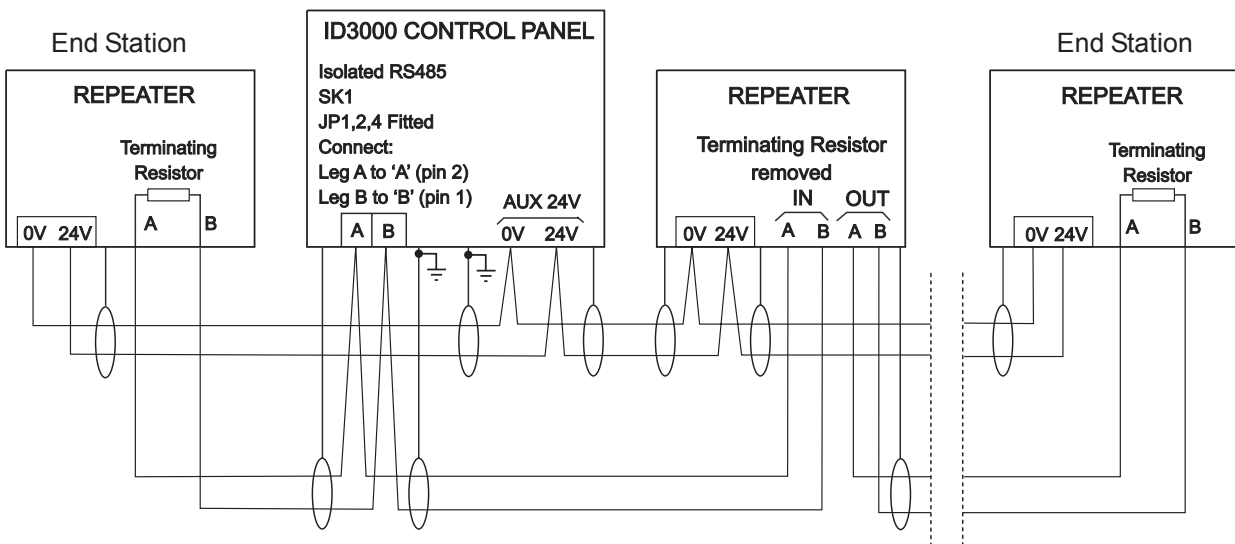 End Station
REPEATER
Terminating
Resistor
A B
0V 24V
ID3000 CONTROL PANEL
Isolated RS485
SK1
JP1,2,4 Fitted
Connect:
Leg A to ‘A’ (pin 2)
Leg B to ‘B’ (pin 1)
AUX 24V
A B
0V 24V
REPEATER
Terminating Resistor
removed
IN OUT
0V 24V
A B A B
End Station
REPEATER
Terminating
Resistor
0V 24V
A B